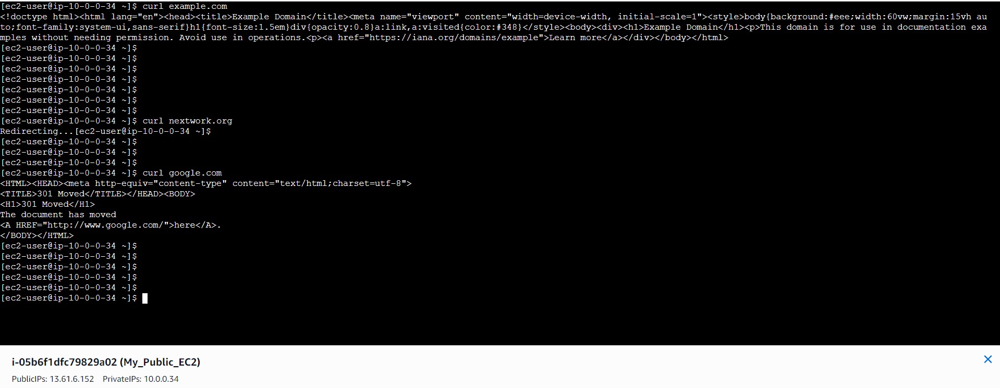 [ec2-user@ip-10-0-0-34 ~]$ curl example.com
<!doctype html><html lang="en"><head><title>Example Domain</title><meta name="viewport" content="width=device-width, initial-scale=1"><style>body{background:#eee;width:60vw;margin:15vh au
to;font-family:system-ui,sans-serif}h1{font-size:1.5em}div{opacity:0.8}a:link,a:visited{color:#348}</style><body><div><h1>Example Domain</h1><p>This domain is for use in documentation exa
mples without needing permission. Avoid use in operations.<p><a href="https://iana.org/domains/example">Learn more</a></div></body></html>
[ec2-user@ip-10-0-0-34 ~]$
[ec2-user@ip-10-0-0-34 ~]$
[ec2-user@ip-10-0-0-34 ~]$
[ec2-user@ip-10-0-0-34 ~]$
[ec2-user@ip-10-0-0-34 ~]$
[ec2-user@ip-10-0-0-34 ~]$
[ec2-user@ip-10-0-0-34 ~]$
[ec2-user@ip-10-0-0-34 ~]$ curl nextwork.org
Redirecting...[ec2-user@ip-10-0-0-34 ~]$
[ec2-user@ip-10-0-0-34 ~]$
[ec2-user@ip-10-0-0-34 ~]$
[ec2-user@ip-10-0-0-34 ~]$
[ec2-user@ip-10-0-0-34 ~]$ curl google.com
<HTML><HEAD><meta http-equiv="content-type" content="text/html;charset=utf-8">
<TITLE>301 Moved</TITLE></HEAD><BODY>
<H1>301 Moved</H1>
The document has moved
<A HREF="http://www.google.com/">here</A>.
</BODY></HTML>
[ec2-user@ip-10-0-0-34 ~]$
[ec2-user@ip-10-0-0-34 ~]$
[ec2-user@ip-10-0-0-34 ~]$
[ec2-user@ip-10-0-0-34 ~]$
[ec2-user@ip-10-0-0-34 ~]$
[ec2-user@ip-10-0-0-34 ~]$
i-05b6f1dfc79829a02 (My_Public_EC2)
PublicIPs: 13.61.6.152 PrivateIPs: 10.0.0.34